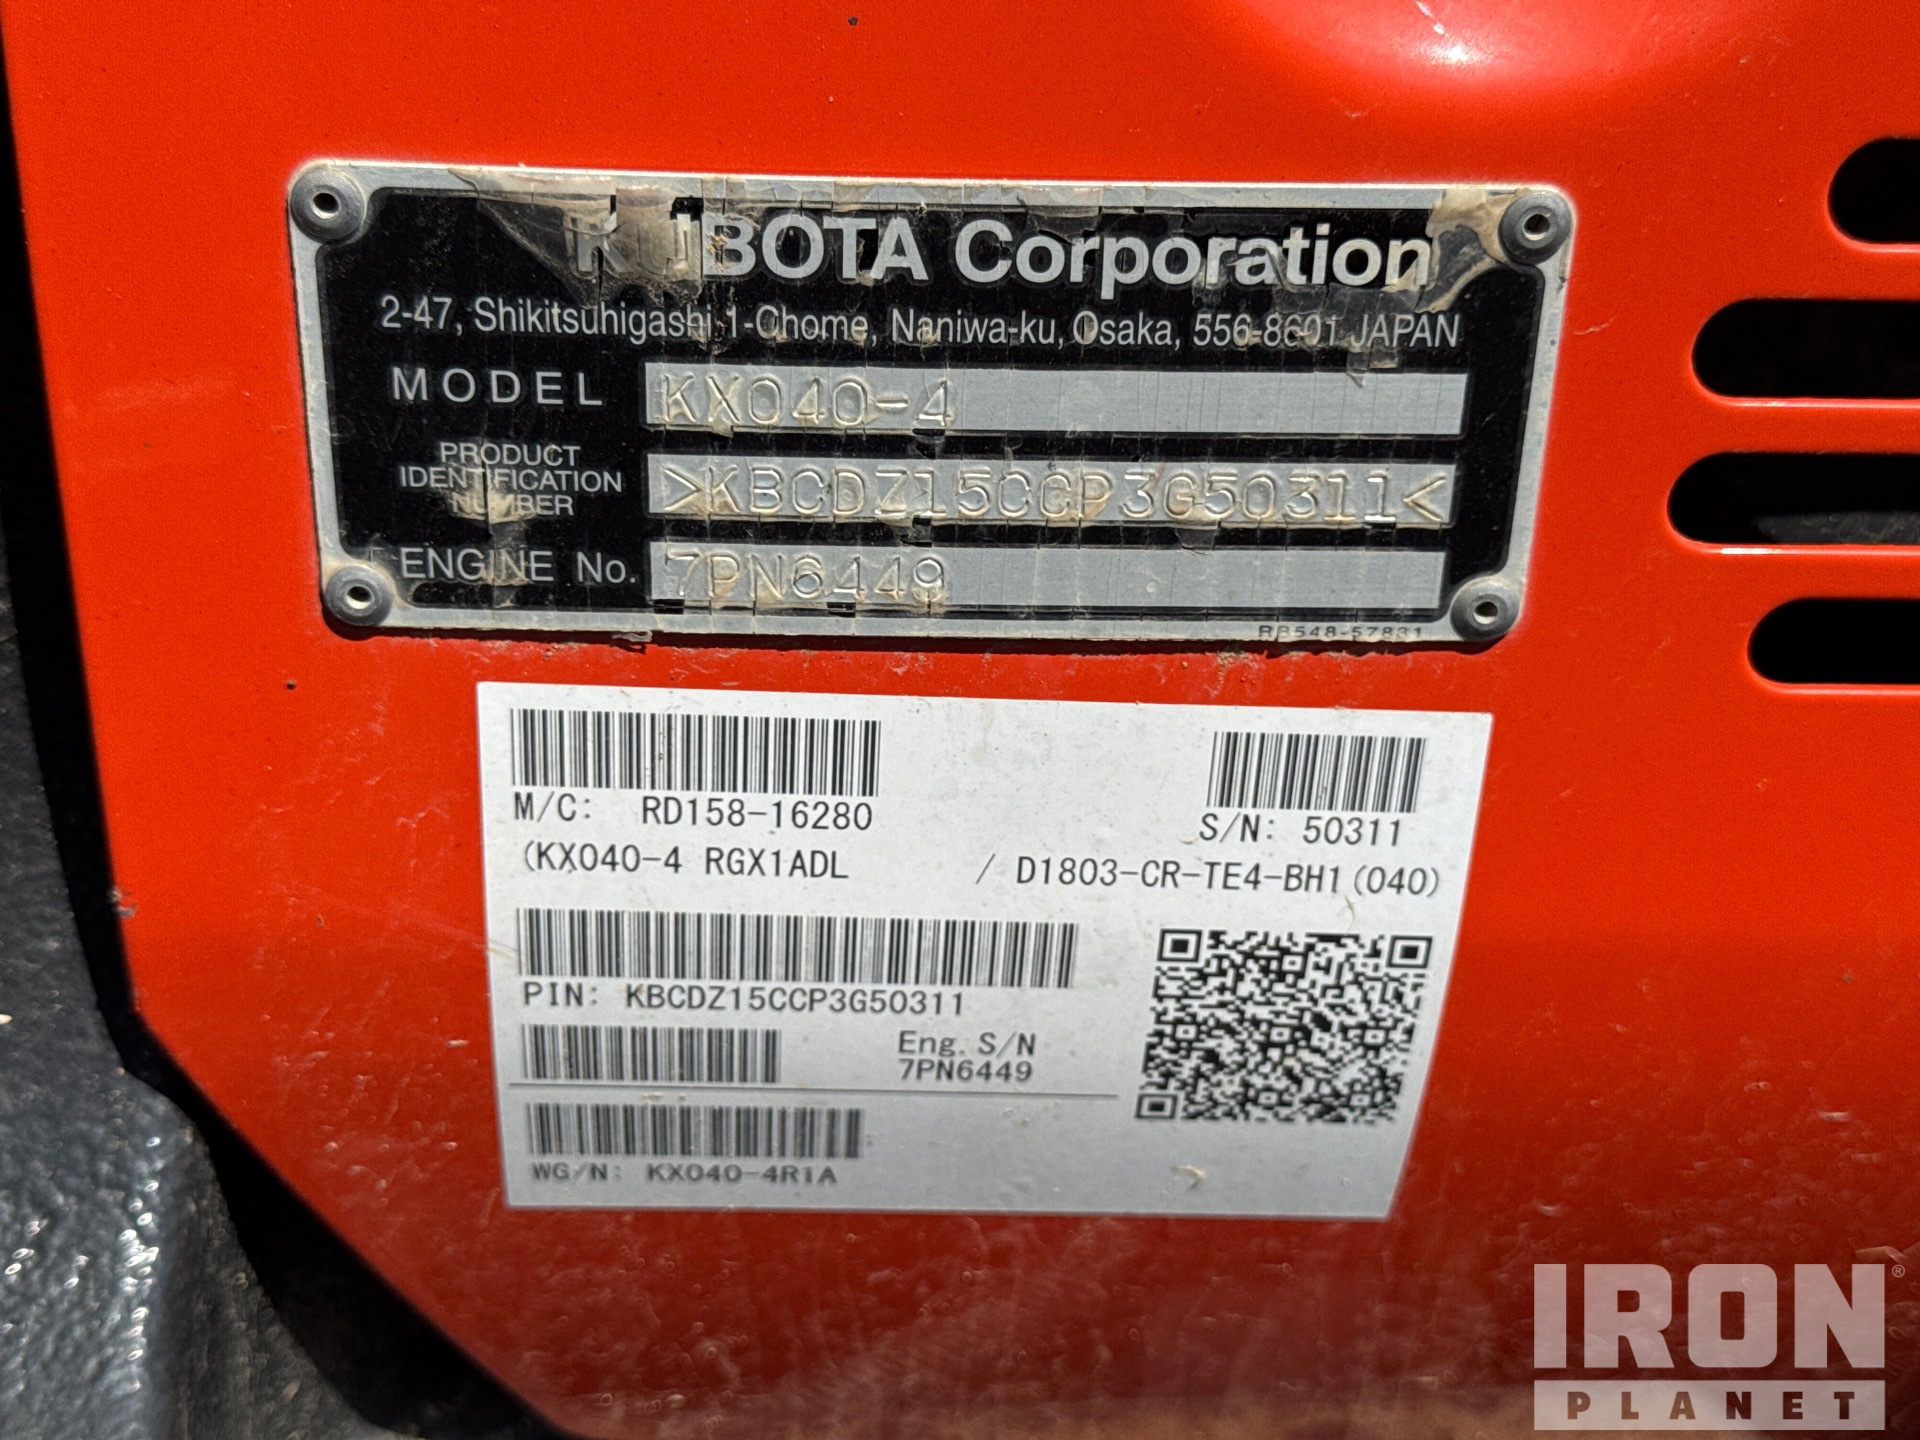 KUBOTA Corporation
2-47, Shikitsuhigashi 1-Chome, Naniwa-ku, Osaka, 556-8601 JAPAN
MODEL KX040-4
PRODUCT
IDENTIFICATION
NUMBER
>KBCDZ15CCP3G50311<
ENGINE No. 7PN6449
RB548-57831
M/C: RD158-16280
S/N: 50311
(KX040-4 RGX1ADL / D1803-CR-TE4-BH1(040)
PIN: KBCDZ15CCP3G50311
Eng. S/N
7PN6449
WG/N: KX040-4R1A
IRON®
PLANET